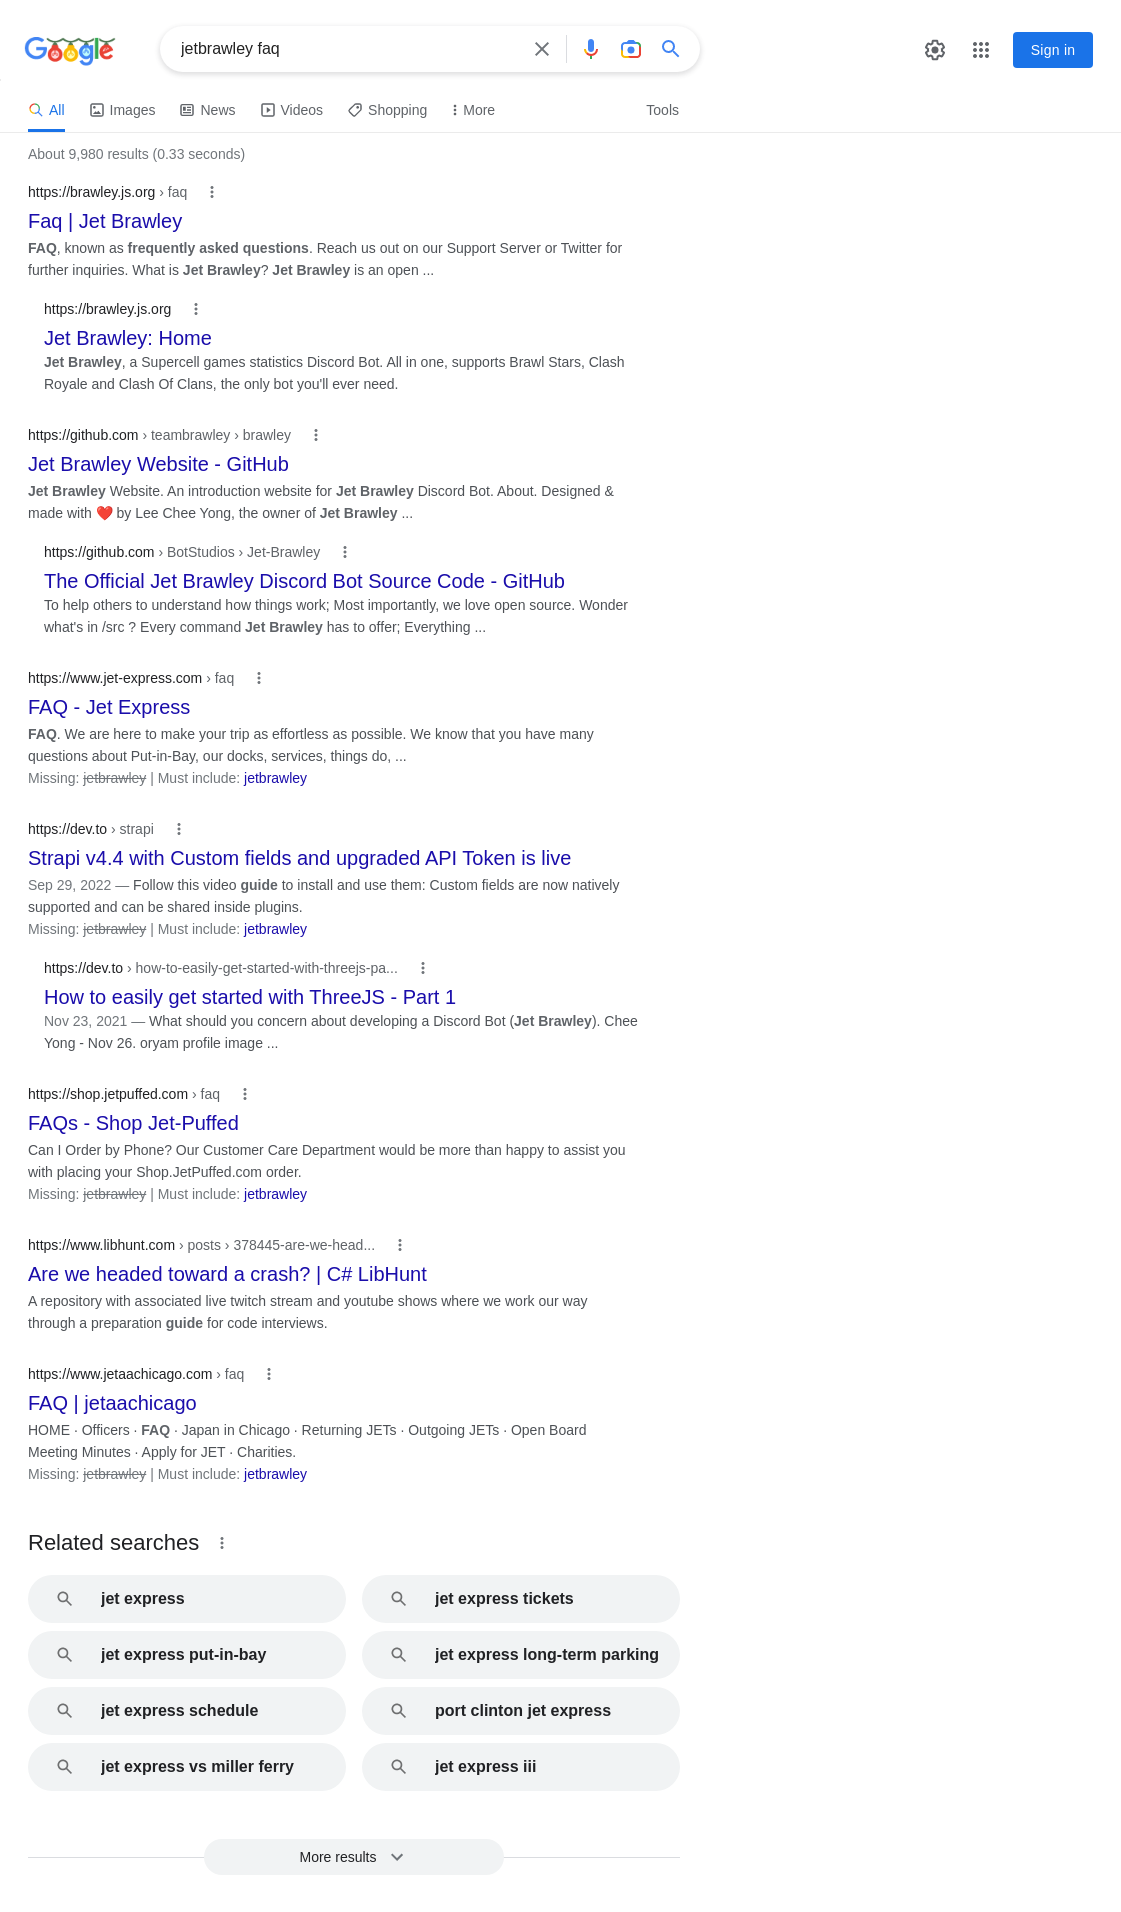 Google
jetbrawley faq
Sign in
All Images News Videos Shopping More Tools
About 9,980 results (0.33 seconds)
https://brawley.js.org › faq
Faq | Jet Brawley
FAQ, known as frequently asked questions. Reach us out on our Support Server or Twitter for
further inquiries. What is Jet Brawley? Jet Brawley is an open ...
https://brawley.js.org
Jet Brawley: Home
Jet Brawley, a Supercell games statistics Discord Bot. All in one, supports Brawl Stars, Clash
Royale and Clash Of Clans, the only bot you'll ever need.
https://github.com › teambrawley › brawley
Jet Brawley Website - GitHub
Jet Brawley Website. An introduction website for Jet Brawley Discord Bot. About. Designed &
made with ❤️ by Lee Chee Yong, the owner of Jet Brawley ...
https://github.com › BotStudios › Jet-Brawley
The Official Jet Brawley Discord Bot Source Code - GitHub
To help others to understand how things work; Most importantly, we love open source. Wonder
what's in /src ? Every command Jet Brawley has to offer; Everything ...
https://www.jet-express.com › faq
FAQ - Jet Express
FAQ. We are here to make your trip as effortless as possible. We know that you have many
questions about Put-in-Bay, our docks, services, things do, ...
Missing: jetbrawley | Must include: jetbrawley
https://dev.to › strapi
Strapi v4.4 with Custom fields and upgraded API Token is live
Sep 29, 2022 — Follow this video guide to install and use them: Custom fields are now natively
supported and can be shared inside plugins.
Missing: jetbrawley | Must include: jetbrawley
https://dev.to › how-to-easily-get-started-with-threejs-pa...
How to easily get started with ThreeJS - Part 1
Nov 23, 2021 — What should you concern about developing a Discord Bot (Jet Brawley). Chee
Yong - Nov 26. oryam profile image ...
https://shop.jetpuffed.com › faq
FAQs - Shop Jet-Puffed
Can I Order by Phone? Our Customer Care Department would be more than happy to assist you
with placing your Shop.JetPuffed.com order.
Missing: jetbrawley | Must include: jetbrawley
https://www.libhunt.com › posts › 378445-are-we-head...
Are we headed toward a crash? | C# LibHunt
A repository with associated live twitch stream and youtube shows where we work our way
through a preparation guide for code interviews.
https://www.jetaachicago.com › faq
FAQ | jetaachicago
HOME · Officers · FAQ · Japan in Chicago · Returning JETs · Outgoing JETs · Open Board
Meeting Minutes · Apply for JET · Charities.
Missing: jetbrawley | Must include: jetbrawley
Related searches
jet express
jet express tickets
jet express put-in-bay
jet express long-term parking
jet express schedule
port clinton jet express
jet express vs miller ferry
jet express iii
More results